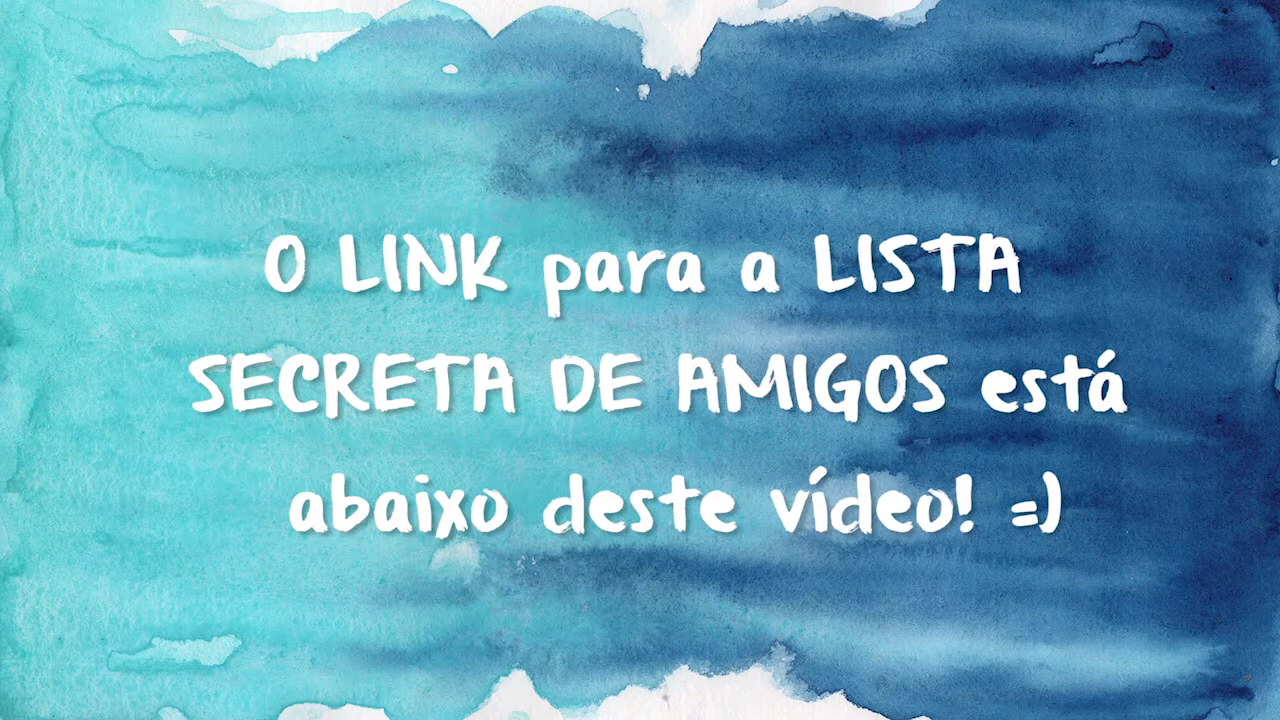 O LINK para a LISTA
SECRETA DE AMIGOS está
abaixo deste vídeo! =)